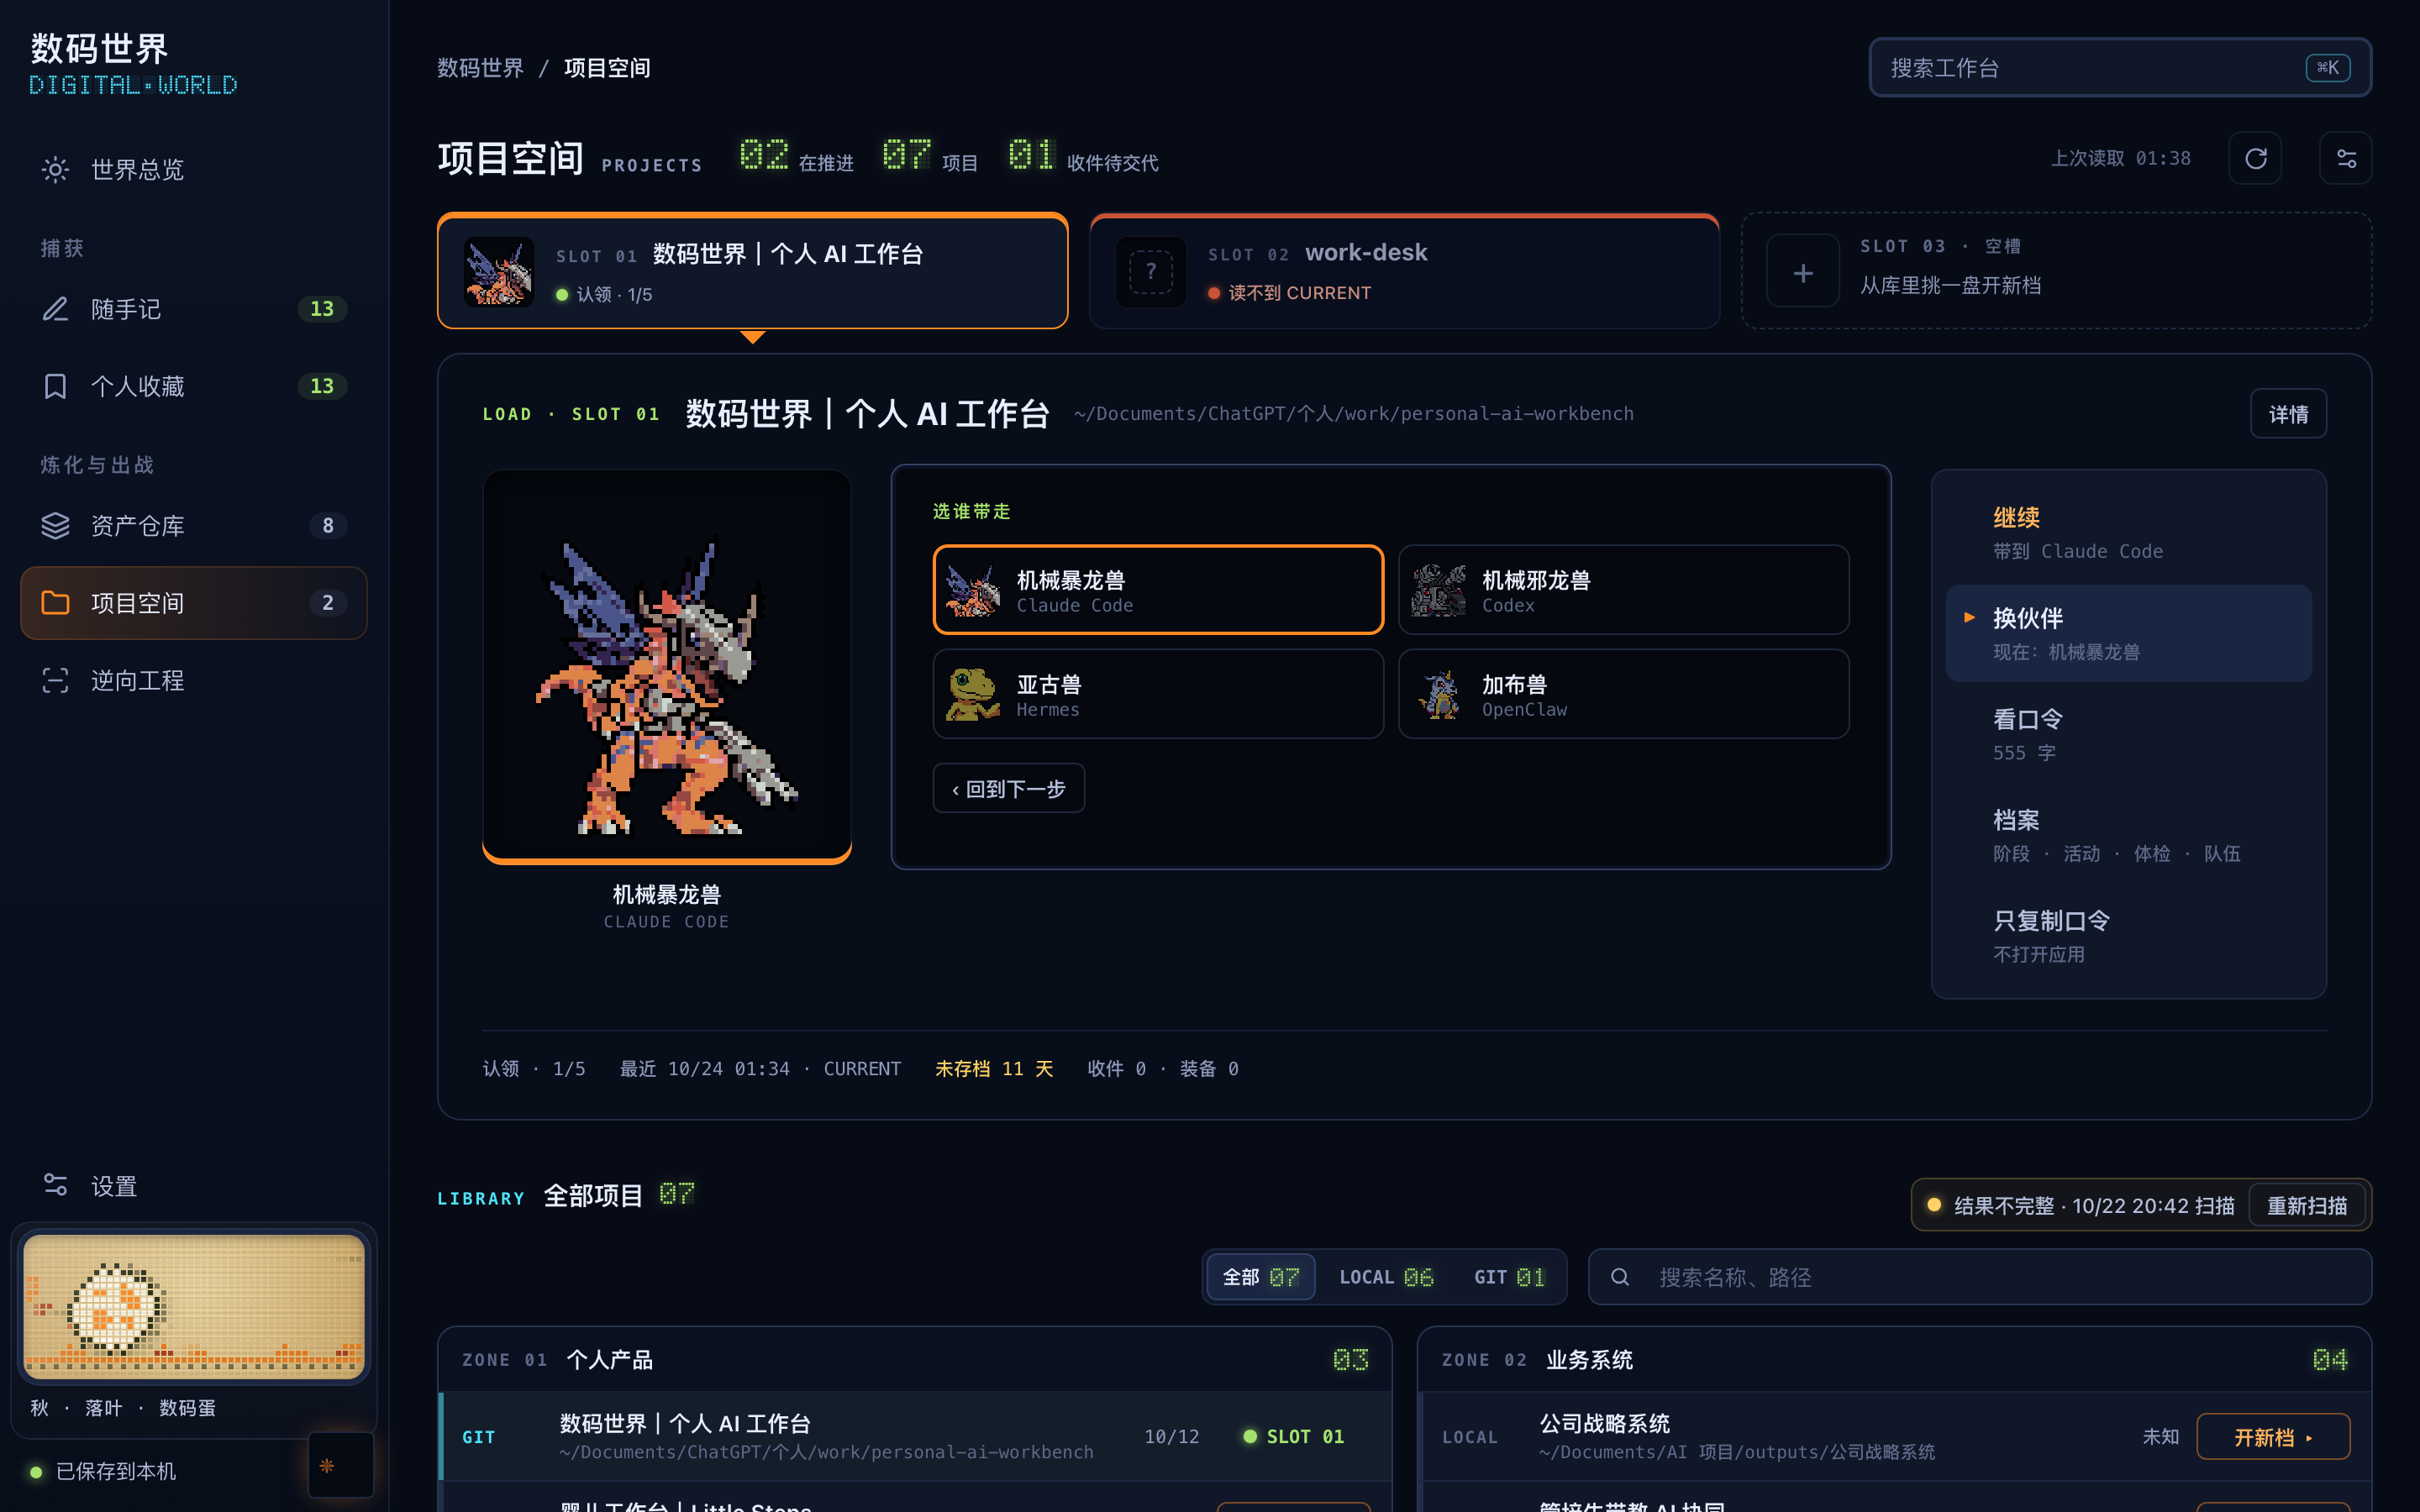 数码世界
DIGITAL·WORLD
世界总览
捕获
随手记 13
个人收藏 13
炼化与出战
资产仓库 8
项目空间 2
逆向工程
设置
秋 · 落叶 · 数码蛋
已保存到本机
数码世界 / 项目空间
搜索工作台 ⌘K
项目空间 PROJECTS 02 在推进 07 项目 01 收件待交代
上次读取 01:38
SLOT 01 数码世界｜个人 AI 工作台
认领 · 1/5
SLOT 02 work-desk
?
读不到 CURRENT
SLOT 03 · 空槽
+
从库里挑一盘开新档
LOAD · SLOT 01 数码世界｜个人 AI 工作台 ~/Documents/ChatGPT/个人/work/personal-ai-workbench
详情
机械暴龙兽
CLAUDE CODE
选谁带走
机械暴龙兽
Claude Code
机械邪龙兽
Codex
亚古兽
Hermes
加布兽
OpenClaw
‹ 回到下一步
继续
带到 Claude Code
▶ 换伙伴
现在：机械暴龙兽
看口令
555 字
档案
阶段 · 活动 · 体检 · 队伍
只复制口令
不打开应用
认领 · 1/5 最近 10/24 01:34 · CURRENT 未存档 11 天 收件 0 · 装备 0
LIBRARY 全部项目 07
结果不完整 · 10/22 20:42 扫描 重新扫描
全部 07 LOCAL 06 GIT 01
搜索名称、路径
ZONE 01 个人产品 03
GIT 数码世界｜个人 AI 工作台 10/12 SLOT 01
~/Documents/ChatGPT/个人/work/personal-ai-workbench
婴儿工作台｜Little Steps
ZONE 02 业务系统 04
LOCAL 公司战略系统 未知 开新档 ▸
~/Documents/AI 项目/outputs/公司战略系统